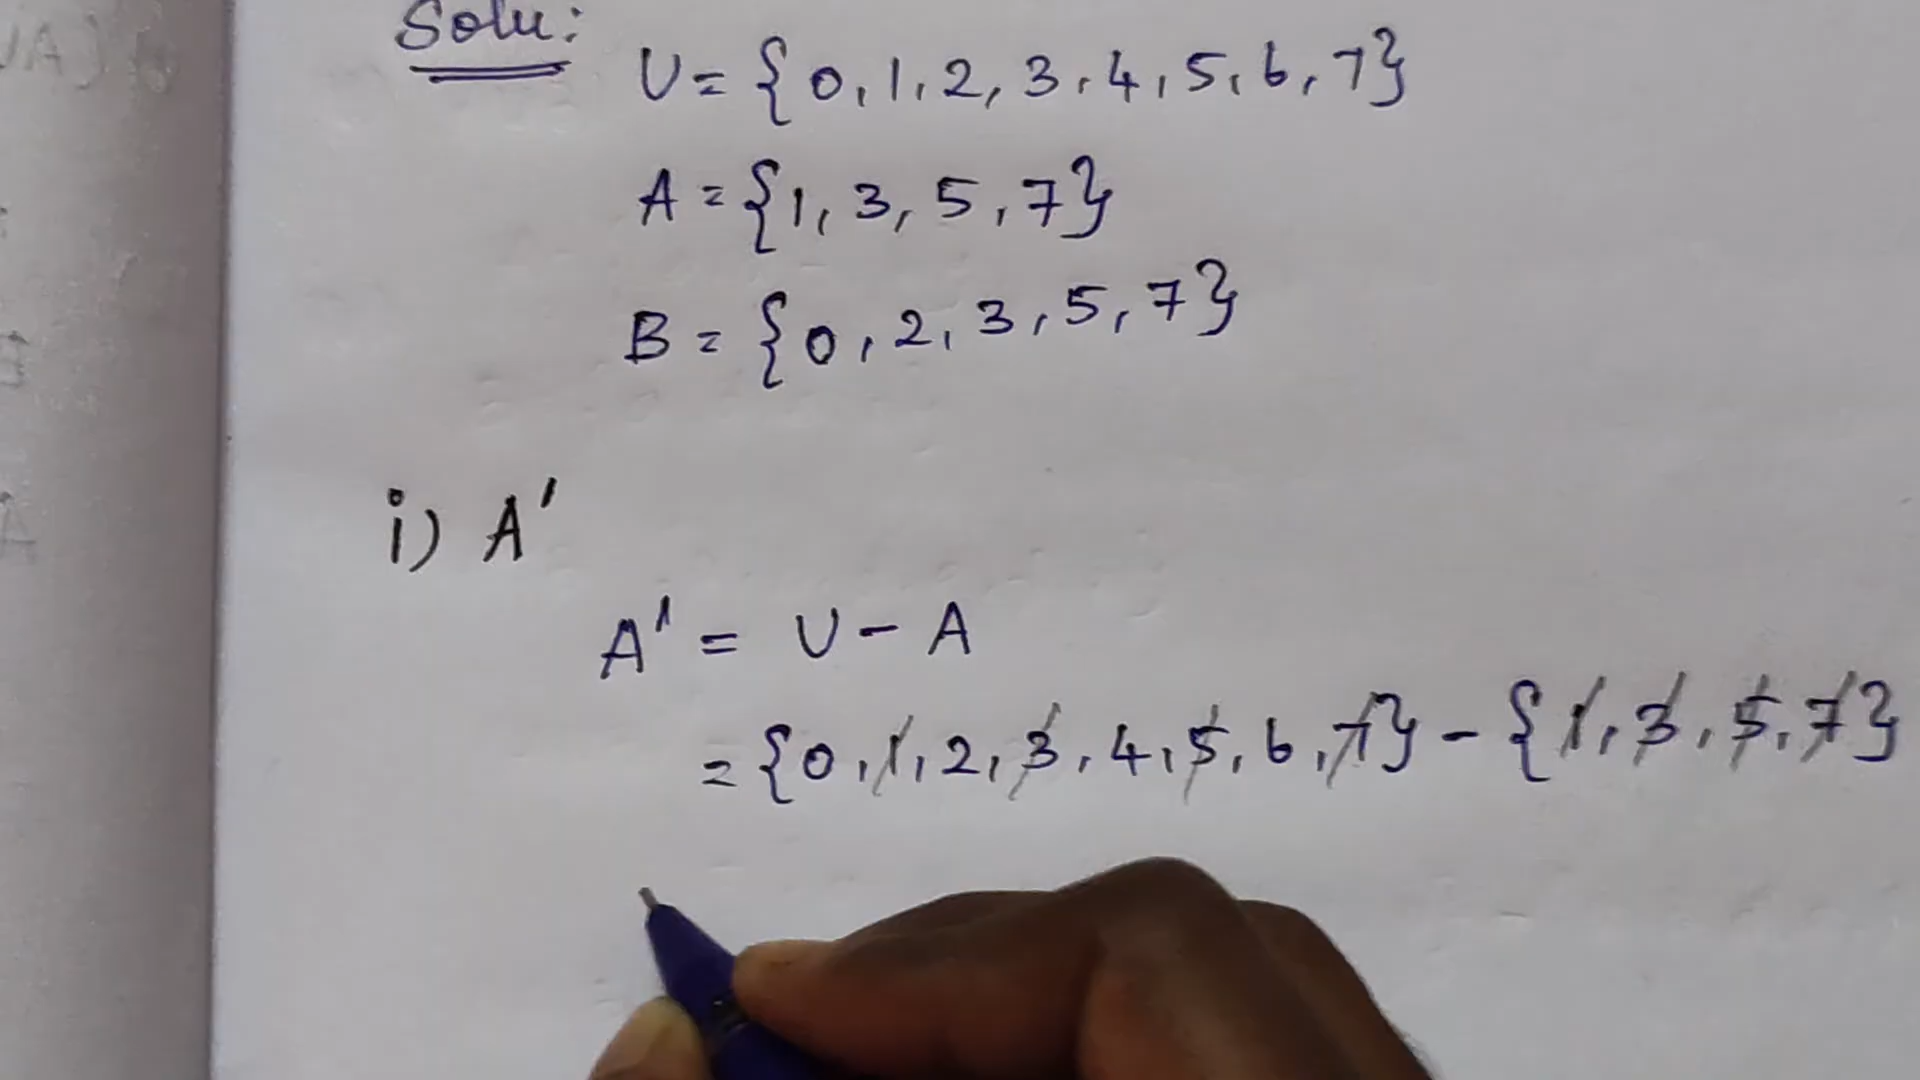 Solu:
U = {0, 1, 2, 3, 4, 5, 6, 7}
A = {1, 3, 5, 7}
B = {0, 2, 3, 5, 7}
i) A'
A' = U - A
= {0, 1, 2, 3, 4, 5, 6, 7} - {1, 3, 5, 7}